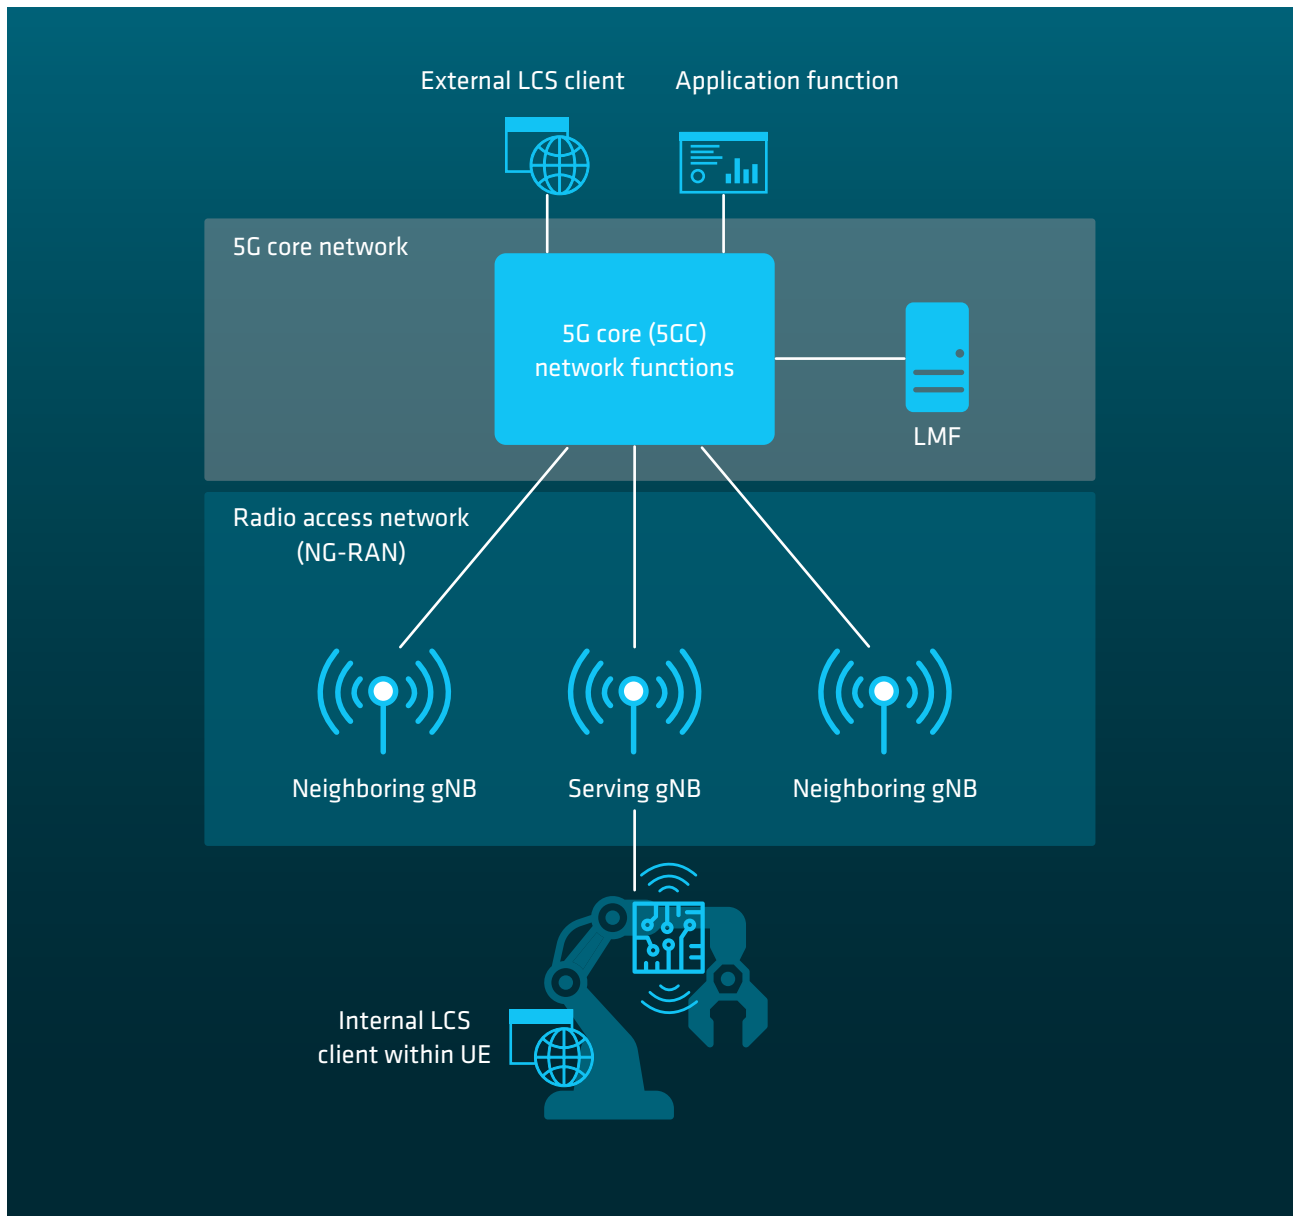 External LCS client
Application function
5G core network
5G core (5GC)
network functions
LMF
Radio access network
(NG-RAN)
Neighboring gNB
Serving gNB
Neighboring gNB
Internal LCS
client within UE